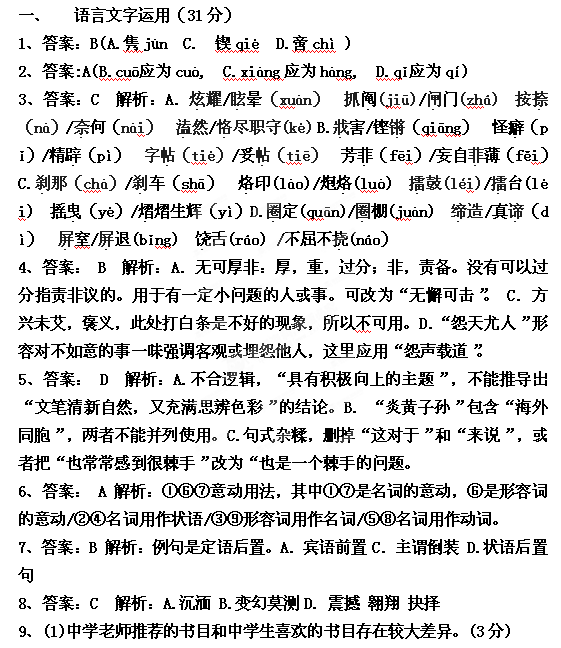 一、 语言文字运用（31分）
1、答案：B(A.隽jùn C. 锲qiè D.啻chì ）
2、答案:A(B.cuō应为cuò, C.xiàng应为hàng, D.qǐ应为qí)
3、答案：C 解析：A．炫耀/眩晕（xuàn） 抓阄(jiū)/闸门(zhá) 按捺
（nà）/奈何（nài） 溘然/恪尽职守(kè)B.戕害/铿锵（qiāng） 怪癖（p
ǐ）/精辟（pì） 字帖（tiè）/妥帖（tiē） 芳菲（fēi）/妄自菲薄（fěi）
C.刹那（chà）/刹车（shā） 烙印(lào)/炮烙(luò) 擂鼓(léi)/擂台(lè
i) 摇曳（yè）/熠熠生辉（yì）D.圈定(quān)/圈棚(juàn) 缔造/真谛（d
ì） 屏室/屏退(bǐng) 饶舌(ráo) /不屈不挠(náo）
4、答案： B 解析：A．无可厚非：厚，重，过分；非，责备。没有可以过
分指责非议的。用于有一定小问题的人或事。可改为“无懈可击”。 C．方
兴未艾，褒义，此处打白条是不好的现象，所以不可用。D.“怨天尤人”形
容对不如意的事一味强调客观或埋怨他人，这里应用“怨声载道”。
5、答案： D 解析：A.不合逻辑，“具有积极向上的主题”，不能推导出
“文笔清新自然，又充满思辨色彩”的结论。B. “炎黄子孙”包含“海外
同胞”，两者不能并列使用。C.句式杂糅，删掉“这对于”和“来说”，或
者把“也常常感到很棘手”改为“也是一个棘手的问题。
6、答案： A 解析：①⑥⑦意动用法，其中①⑦是名词的意动，⑥是形容词
的意动/②④名词用作状语/③⑨形容词用作名词/⑤⑧名词用作动词。
7、答案：B 解析：例句是定语后置。A．宾语前置C．主谓倒装 D.状语后置
句
8、答案：C 解析：A.沉湎 B.变幻莫测D．震撼 翱翔 抉择
9、(1)中学老师推荐的书目和中学生喜欢的书目存在较大差异。(3分）